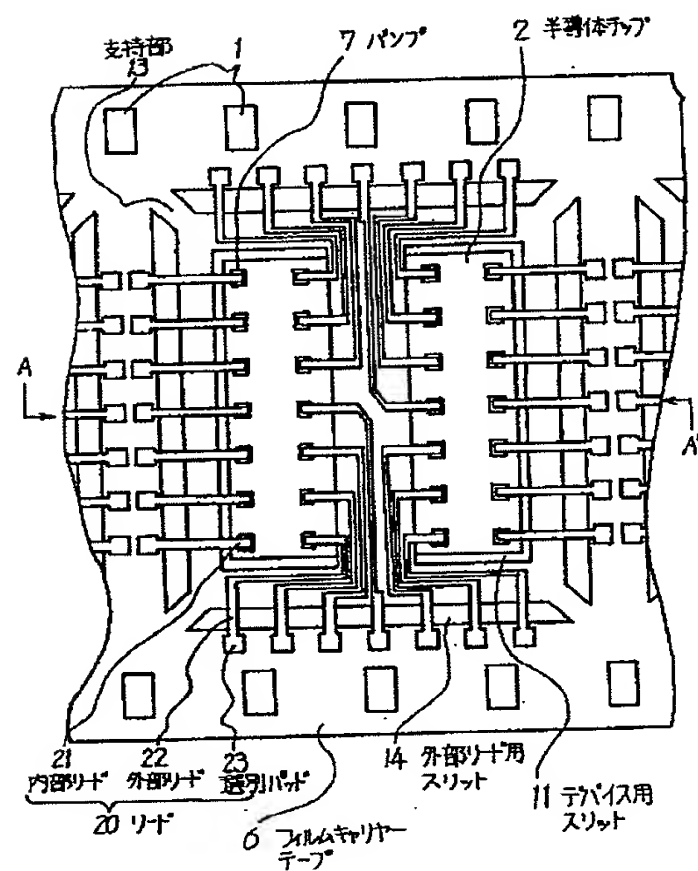 支持部
13
1
7 バンプ
2 半導体チップ
A
A'
21
内部リード
22
外部リード
23
選別パッド
20 リード
6 フィルムキャリヤー
テープ
14 外部リード用
スリット
11 デバイス用
スリット